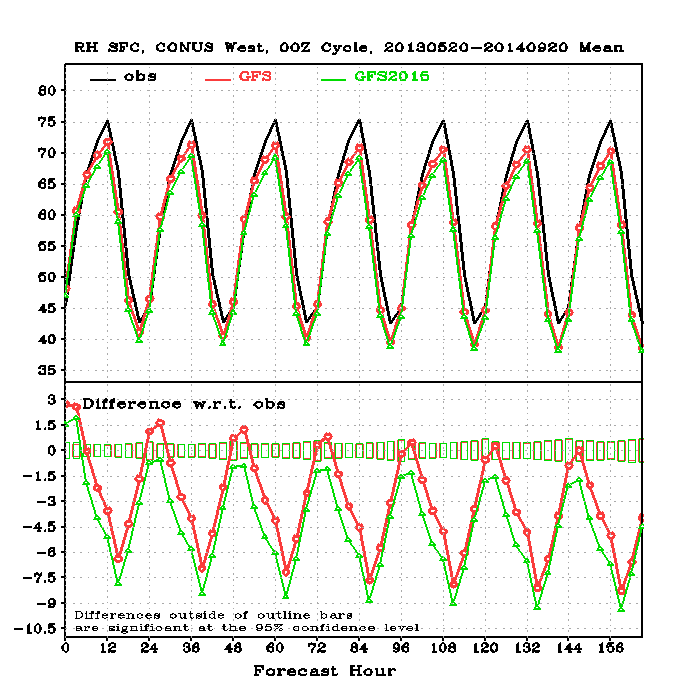 RH SFC, CONUS West, 00Z Cycle, 20130520-20140920 Mean
obs GFS GFS2015
80
75
70
65
60
55
50
45
40
35
Difference w.r.t. obs
3
1.5
0
-1.5
-3
-4.5
-6
-7.5
-9
-10.5
Differences outside of outline bars
are significant at the 95% confidence level
0 12 24 36 48 60 72 84 96 108 120 132 144 156
Forecast Hour